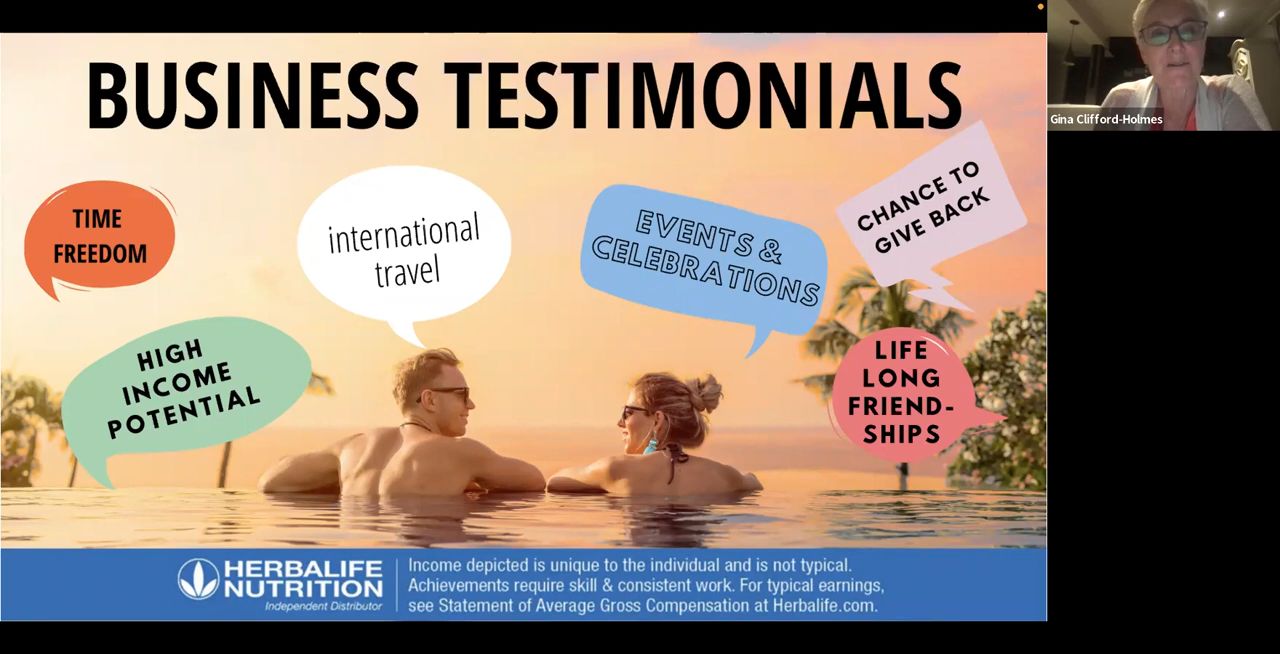 BUSINESS TESTIMONIALS
TIME
FREEDOM
international
travel
EVENTS &
CELEBRATIONS
CHANCE TO
GIVE BACK
HIGH
INCOME
POTENTIAL
LIFE
LONG
FRIEND-
SHIPS
HERBALIFE
NUTRITION
Independent Distributor
Income depicted is unique to the individual and is not typical.
Achievements require skill & consistent work. For typical earnings,
see Statement of Average Gross Compensation at Herbalife.com.
Gina Clifford-Holmes